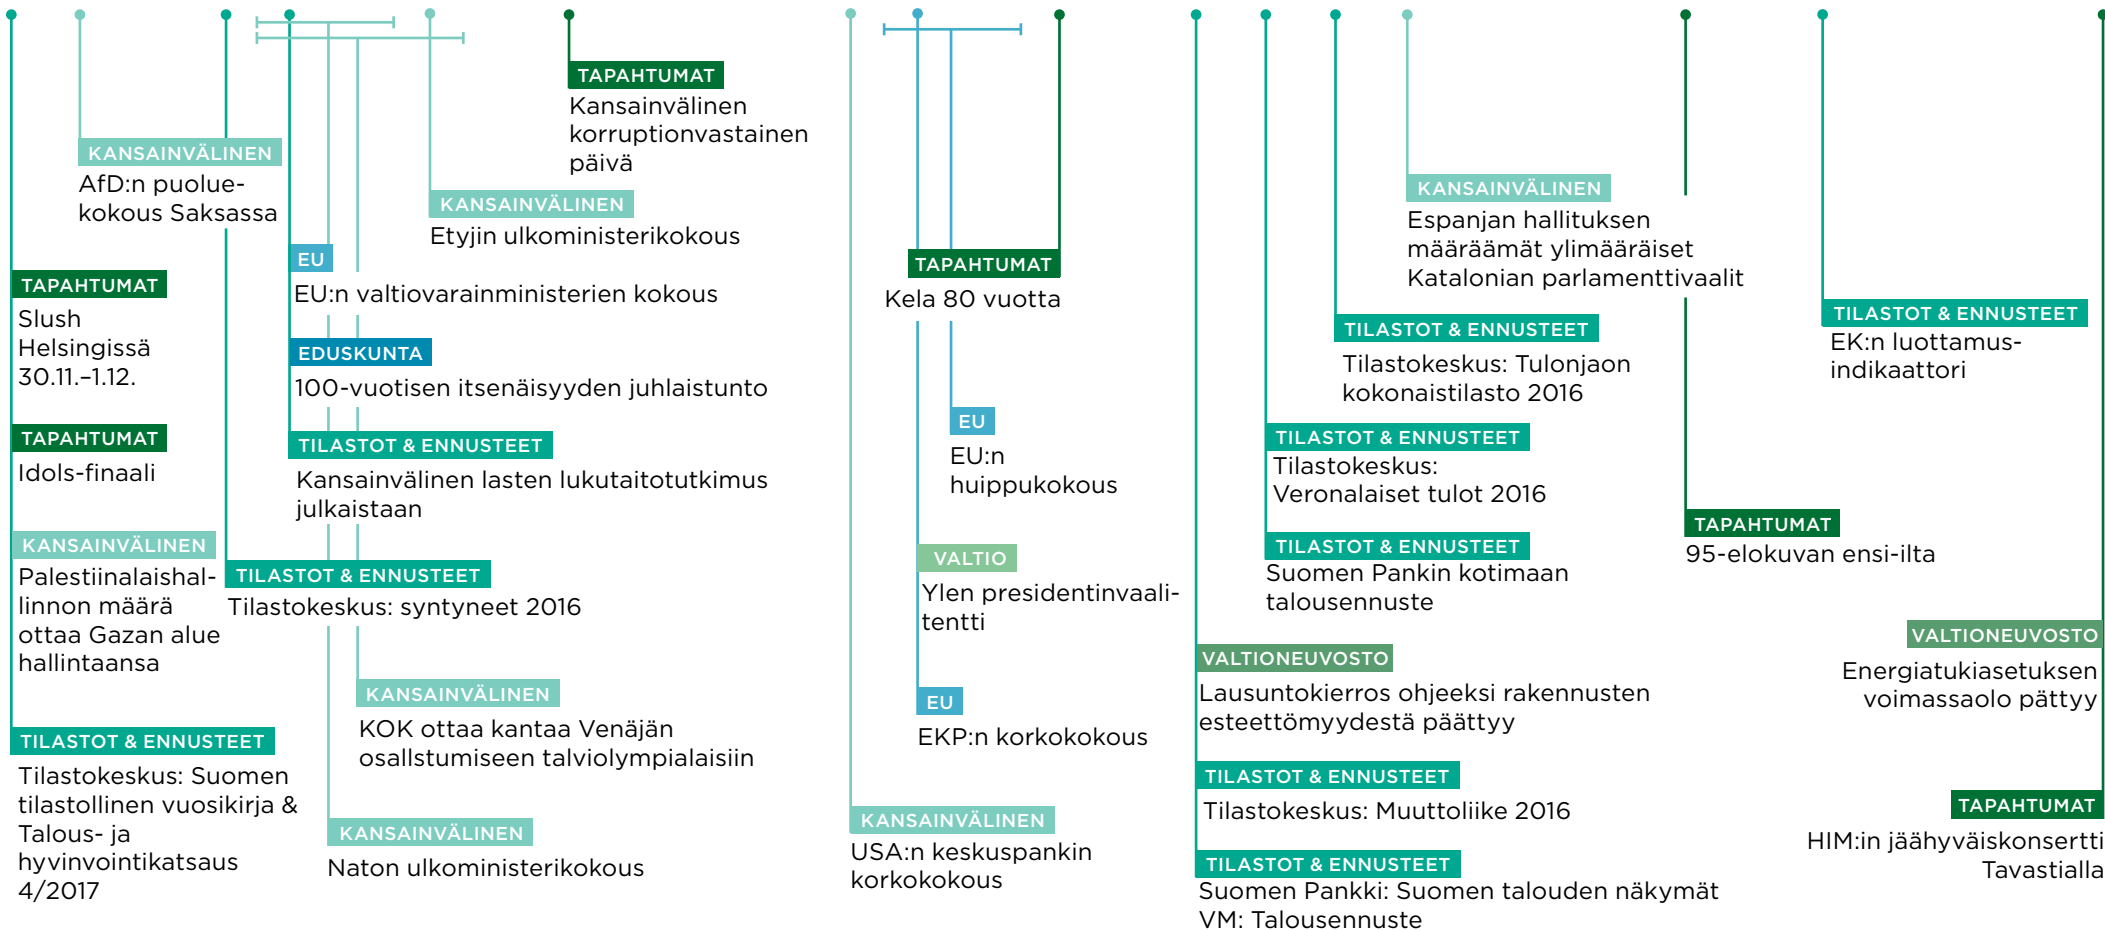 KANSAINVÄLINEN
AfD:n puolue-
kokous Saksassa
TAPAHTUMAT
Slush
Helsingissä
30.11.–1.12.
TAPAHTUMAT
Idols-finaali
KANSAINVÄLINEN
Palestiinalaishal-
linnon määrä
ottaa Gazan alue
hallintaansa
TILASTOT & ENNUSTEET
Tilastokeskus: Suomen
tilastollinen vuosikirja &
Talous- ja
hyvinvointikatsaus
4/2017
TAPAHTUMAT
Kansainvälinen
korruptionvastainen
päivä
KANSAINVÄLINEN
Etyjin ulkoministerikokous
EU
EU:n valtiovarainministerien kokous
EDUSKUNTA
100-vuotisen itsenäisyyden juhlaistunto
TILASTOT & ENNUSTEET
Kansainvälinen lasten lukutaitotutkimus
julkaistaan
TILASTOT & ENNUSTEET
Tilastokeskus: syntyneet 2016
KANSAINVÄLINEN
KOK ottaa kantaa Venäjän
osallstumiseen talviolympialaisiin
KANSAINVÄLINEN
Naton ulkoministerikokous
TAPAHTUMAT
Kela 80 vuotta
EU
EU:n
huippukokous
VALTIO
Ylen presidentinvaali-
tentti
EU
EKP:n korkokokous
KANSAINVÄLINEN
USA:n keskuspankin
korkokokous
KANSAINVÄLINEN
Espanjan hallituksen
määräämät ylimääräiset
Katalonian parlamenttivaalit
TILASTOT & ENNUSTEET
Tilastokeskus: Tulonjaon
kokonaistilasto 2016
TILASTOT & ENNUSTEET
Tilastokeskus:
Veronalaiset tulot 2016
TILASTOT & ENNUSTEET
Suomen Pankin kotimaan
talousennuste
VALTIONEUVOSTO
Lausuntokierros ohjeeksi rakennusten
esteettömyydestä päättyy
TILASTOT & ENNUSTEET
Tilastokeskus: Muuttoliike 2016
TILASTOT & ENNUSTEET
Suomen Pankki: Suomen talouden näkymät
VM: Talousennuste
TILASTOT & ENNUSTEET
EK:n luottamus-
indikaattori
TAPAHTUMAT
95-elokuvan ensi-ilta
VALTIONEUVOSTO
Energiatukiasetuksen
voimassaolo pättyy
TAPAHTUMAT
HIM:in jäähyväiskonsertti
Tavastialla